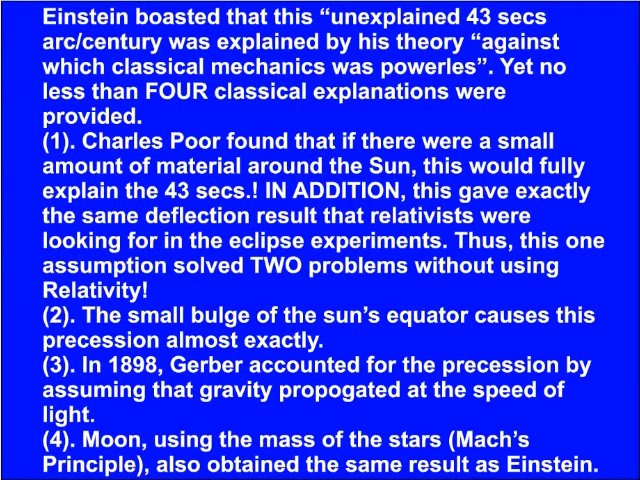 Einstein boasted that this “unexplained 43 secs
arc/century was explained by his theory “against
which classical mechanics was powerles”. Yet no
less than FOUR classical explanations were
provided.
(1). Charles Poor found that if there were a small
amount of material around the Sun, this would fully
explain the 43 secs.! IN ADDITION, this gave exactly
the same deflection result that relativists were
looking for in the eclipse experiments. Thus, this one
assumption solved TWO problems without using
Relativity!
(2). The small bulge of the sun’s equator causes this
precession almost exactly.
(3). In 1898, Gerber accounted for the precession by
assuming that gravity propogated at the speed of
light.
(4). Moon, using the mass of the stars (Mach’s
Principle), also obtained the same result as Einstein.